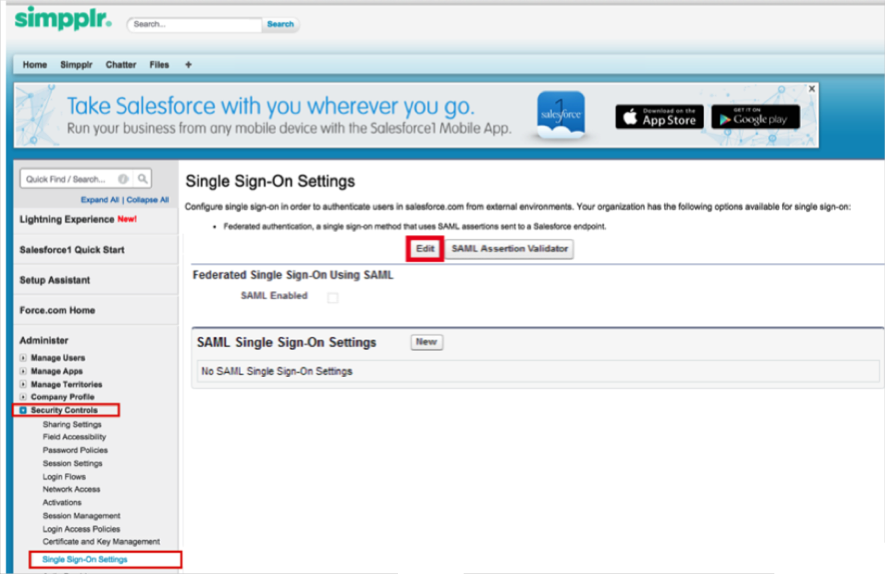 simpplr.
Search...
Search
Home Simpplr Chatter Files +
Take Salesforce with you wherever you go.
Run your business from any mobile device with the Salesforce1 Mobile App.
1
salesforce
Download on the
App Store
GET IT ON
Google play
X
Quick Find / Search...
Expand All | Collapse All
Lightning Experience New!
Salesforce1 Quick Start
Setup Assistant
Force.com Home
Administer
Manage Users
Manage Apps
Manage Territories
Company Profile
Security Controls
Sharing Settings
Field Accessibility
Password Policies
Session Settings
Login Flows
Network Access
Activations
Session Management
Login Access Policies
Certificate and Key Management
Single Sign-On Settings
Single Sign-On Settings
Configure single sign-on in order to authenticate users in salesforce.com from external environments. Your organization has the following options available for single sign-on:
• Federated authentication, a single sign-on method that uses SAML assertions sent to a Salesforce endpoint.
Edit SAML Assertion Validator
Federated Single Sign-On Using SAML
SAML Enabled
SAML Single Sign-On Settings New
No SAML Single Sign-On Settings